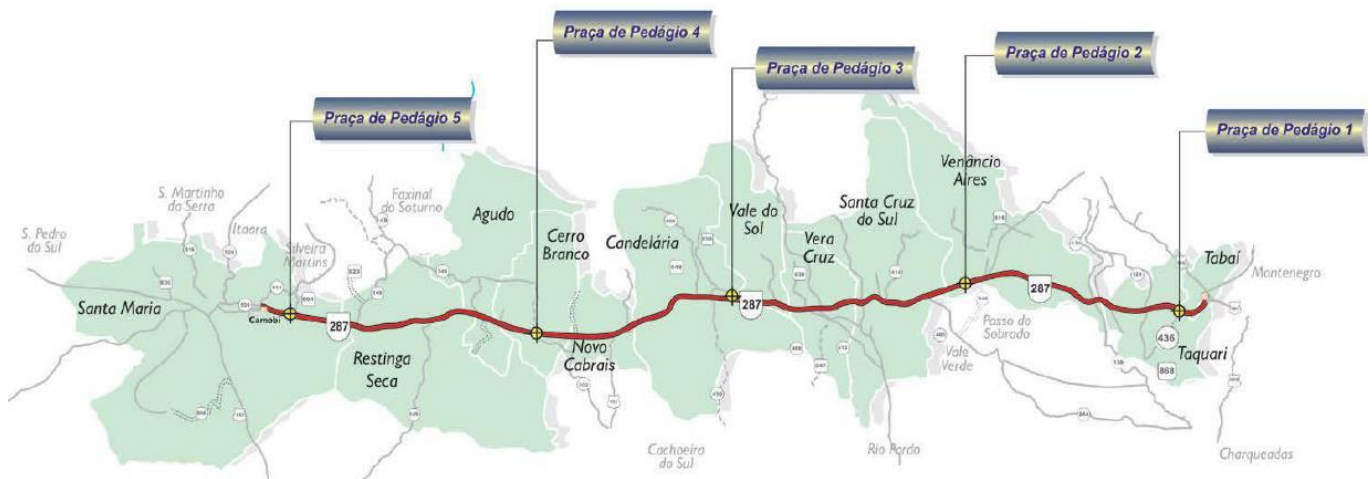 Praça de Pedágio 4
Praça de Pedágio 2
Praça de Pedágio 3
Praça de Pedágio 5
Praça de Pedágio 1
Venâncio
Aires
S. Martinho
da Serra
Faxinal
do Soturno
Agudo
Vale do
Sol
Santa Cruz
do Sul
Itaara
S. Pedro
do Sul
Silveira
Martins
Cerro
Branco
Candelária
Vera
Cruz
Tabaí
Montenegro
Santa Maria
Camobi
287
287
287
Passo do
Sobrado
Vale
Verde
436
Taquari
868
Restinga
Seca
Novo
Cabrais
Cachoeira
do Sul
Rio Pardo
Charqueadas